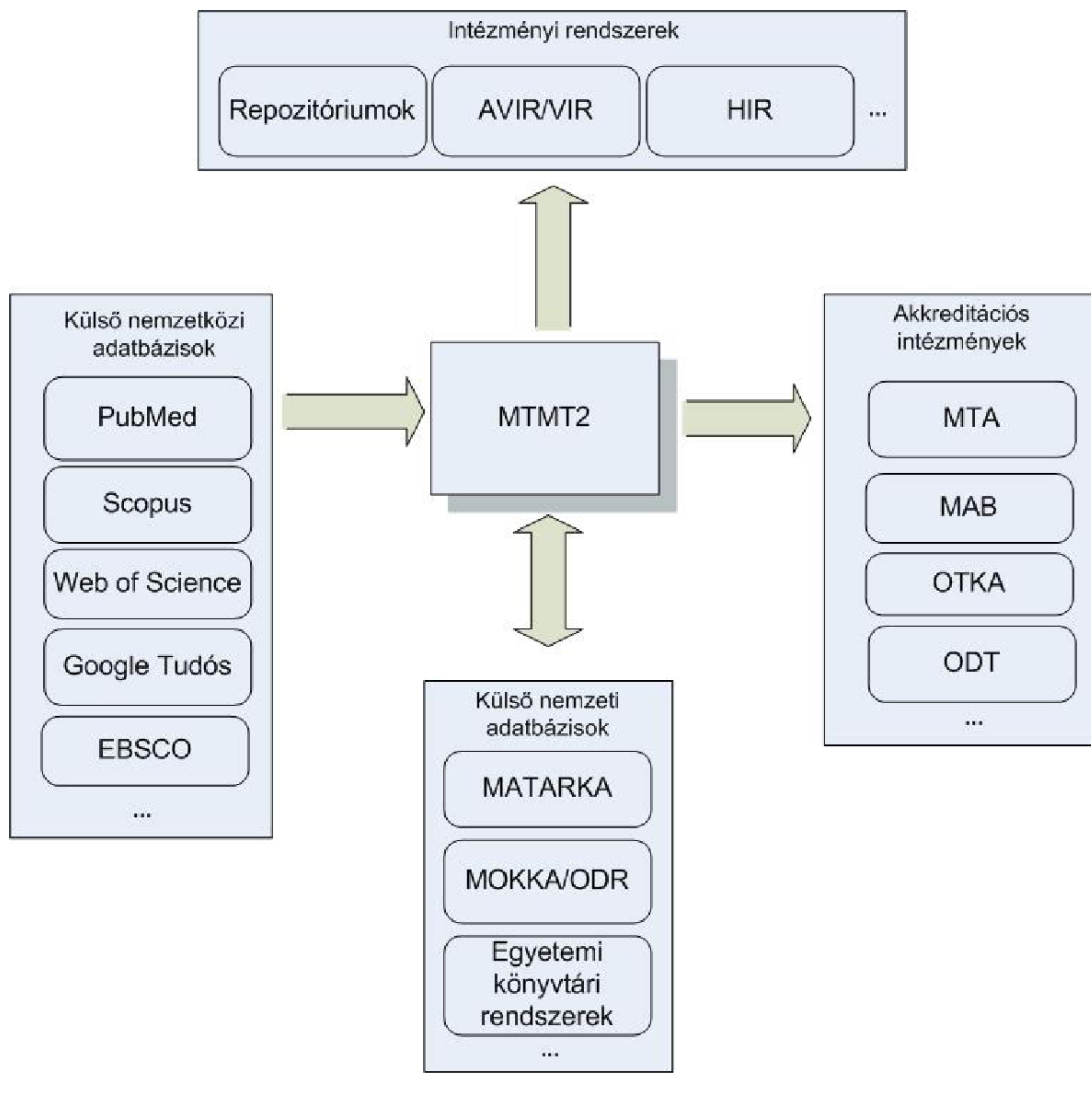 Intézményi rendszerek
Repozitóriumok
AVIR/VIR
HIR
...
Külső nemzetközi
adatbázisok
PubMed
Scopus
Web of Science
Google Tudós
EBSCO
...
MTMT2
Akkreditációs
intézmények
MTA
MAB
OTKA
ODT
...
Külső nemzeti
adatbázisok
MATARKA
MOKKA/ODR
Egyetemi
könyvtári
rendszerek
...